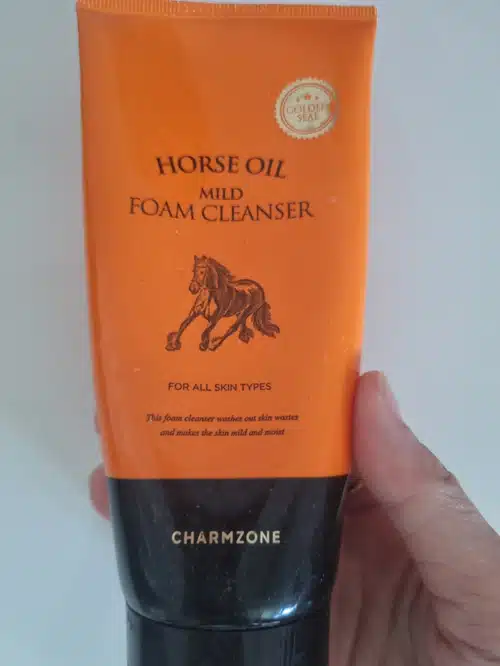 GOLDEN
SEAL
HORSE OIL
MILD
FOAM CLEANSER
FOR ALL SKIN TYPES
This foam cleanser washes out skin wastes
and makes the skin mild and moist
CHARMZONE